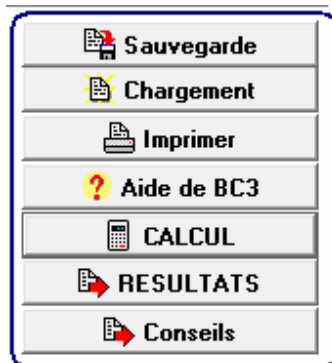 Sauvegarde
Chargement
Imprimer
Aide de BC3
CALCUL
RESULTATS
Conseils